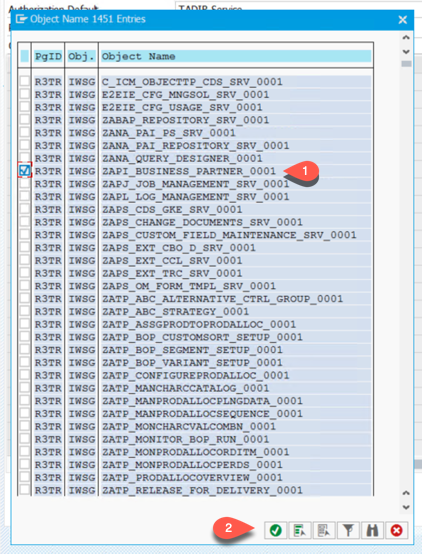 Authorization Default TADIR Service
Object Name 1451 Entries
PgID Obj. Object Name
R3TR IWSG C_ICM_OBJECTTP_CDS_SRV_0001
R3TR IWSG E2EIE_CFG_MNGSOL_SRV_0001
R3TR IWSG E2EIE_CFG_USAGE_SRV_0001
R3TR IWSG ZABAP_REPOSITORY_SRV_0001
R3TR IWSG ZANA_PAI_PS_SRV_0001
R3TR IWSG ZANA_PAI_REPOSITORY_SRV_0001
R3TR IWSG ZANA_QUERY_DESIGNER_0001
R3TR IWSG ZAPI_BUSINESS_PARTNER_0001 1
R3TR IWSG ZAPJ_JOB_MANAGEMENT_SRV_0001
R3TR IWSG ZAPL_LOG_MANAGEMENT_SRV_0001
R3TR IWSG ZAPS_CDS_GKE_SRV_0001
R3TR IWSG ZAPS_CHANGE_DOCUMENTS_SRV_0001
R3TR IWSG ZAPS_CUSTOM_FIELD_MAINTENANCE_SRV_0001
R3TR IWSG ZAPS_EXT_CBO_D_SRV_0001
R3TR IWSG ZAPS_EXT_CCL_SRV_0001
R3TR IWSG ZAPS_EXT_TRC_SRV_0001
R3TR IWSG ZAPS_OM_FORM_TMPL_SRV_0001
R3TR IWSG ZATP_ABC_ALTERNATIVE_CTRL_GROUP_0001
R3TR IWSG ZATP_ABC_STRATEGY_0001
R3TR IWSG ZATP_ASSGPRODTOPRODALLOC_0001
R3TR IWSG ZATP_BOP_CUSTOMSORT_SETUP_0001
R3TR IWSG ZATP_BOP_SEGMENT_SETUP_0001
R3TR IWSG ZATP_BOP_VARIANT_SETUP_0001
R3TR IWSG ZATP_CONFIGUREPRODALLOC_0001
R3TR IWSG ZATP_MANCHARCCATALOG_0001
R3TR IWSG ZATP_MANPRODALLOCPLNGDATA_0001
R3TR IWSG ZATP_MANPRODALLOCSEQUENCE_0001
R3TR IWSG ZATP_MONCHARVALCOMBN_0001
R3TR IWSG ZATP_MONITOR_BOP_RUN_0001
R3TR IWSG ZATP_MONPRODALLOCORDITM_0001
R3TR IWSG ZATP_MONPRODALLOCPERDS_0001
R3TR IWSG ZATP_PRODALLOCOVERVIEW_0001
R3TR IWSG ZATP_RELEASE_FOR_DELIVERY_0001
2